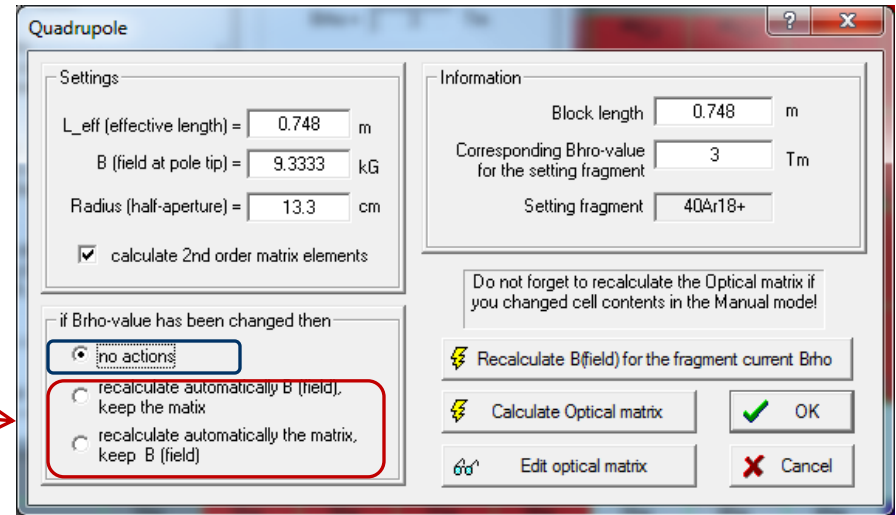 Quadrupole
Brho =
Tm
?
X
Settings
L_eff (effective length) = 0.748 m
B (field at pole tip) = 9.3333 kG
Radius (half-aperture) = 13.3 cm
calculate 2nd order matrix elements
if Brho-value has been changed then
no actions
recalculate automatically B (field),
keep the matix
recalculate automatically the matrix,
keep B (field)
Information
Block length 0.748 m
Corresponding Bhro-value
for the setting fragment 3 Tm
Setting fragment 40Ar18+
Do not forget to recalculate the Optical matrix if
you changed cell contents in the Manual mode!
Recalculate B(field) for the fragment current Brho
Calculate Optical matrix
OK
Edit optical matrix
Cancel